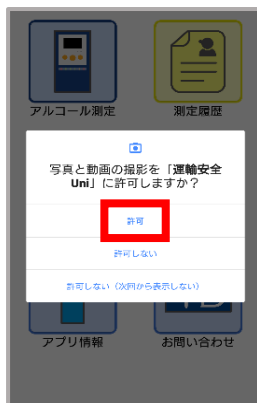 アルコール測定
測定履歴
写真と動画の撮影を「運輸安全
Uni」に許可しますか？
許可
許可しない
許可しない（次回から表示しない）
アプリ情報
お問い合わせ